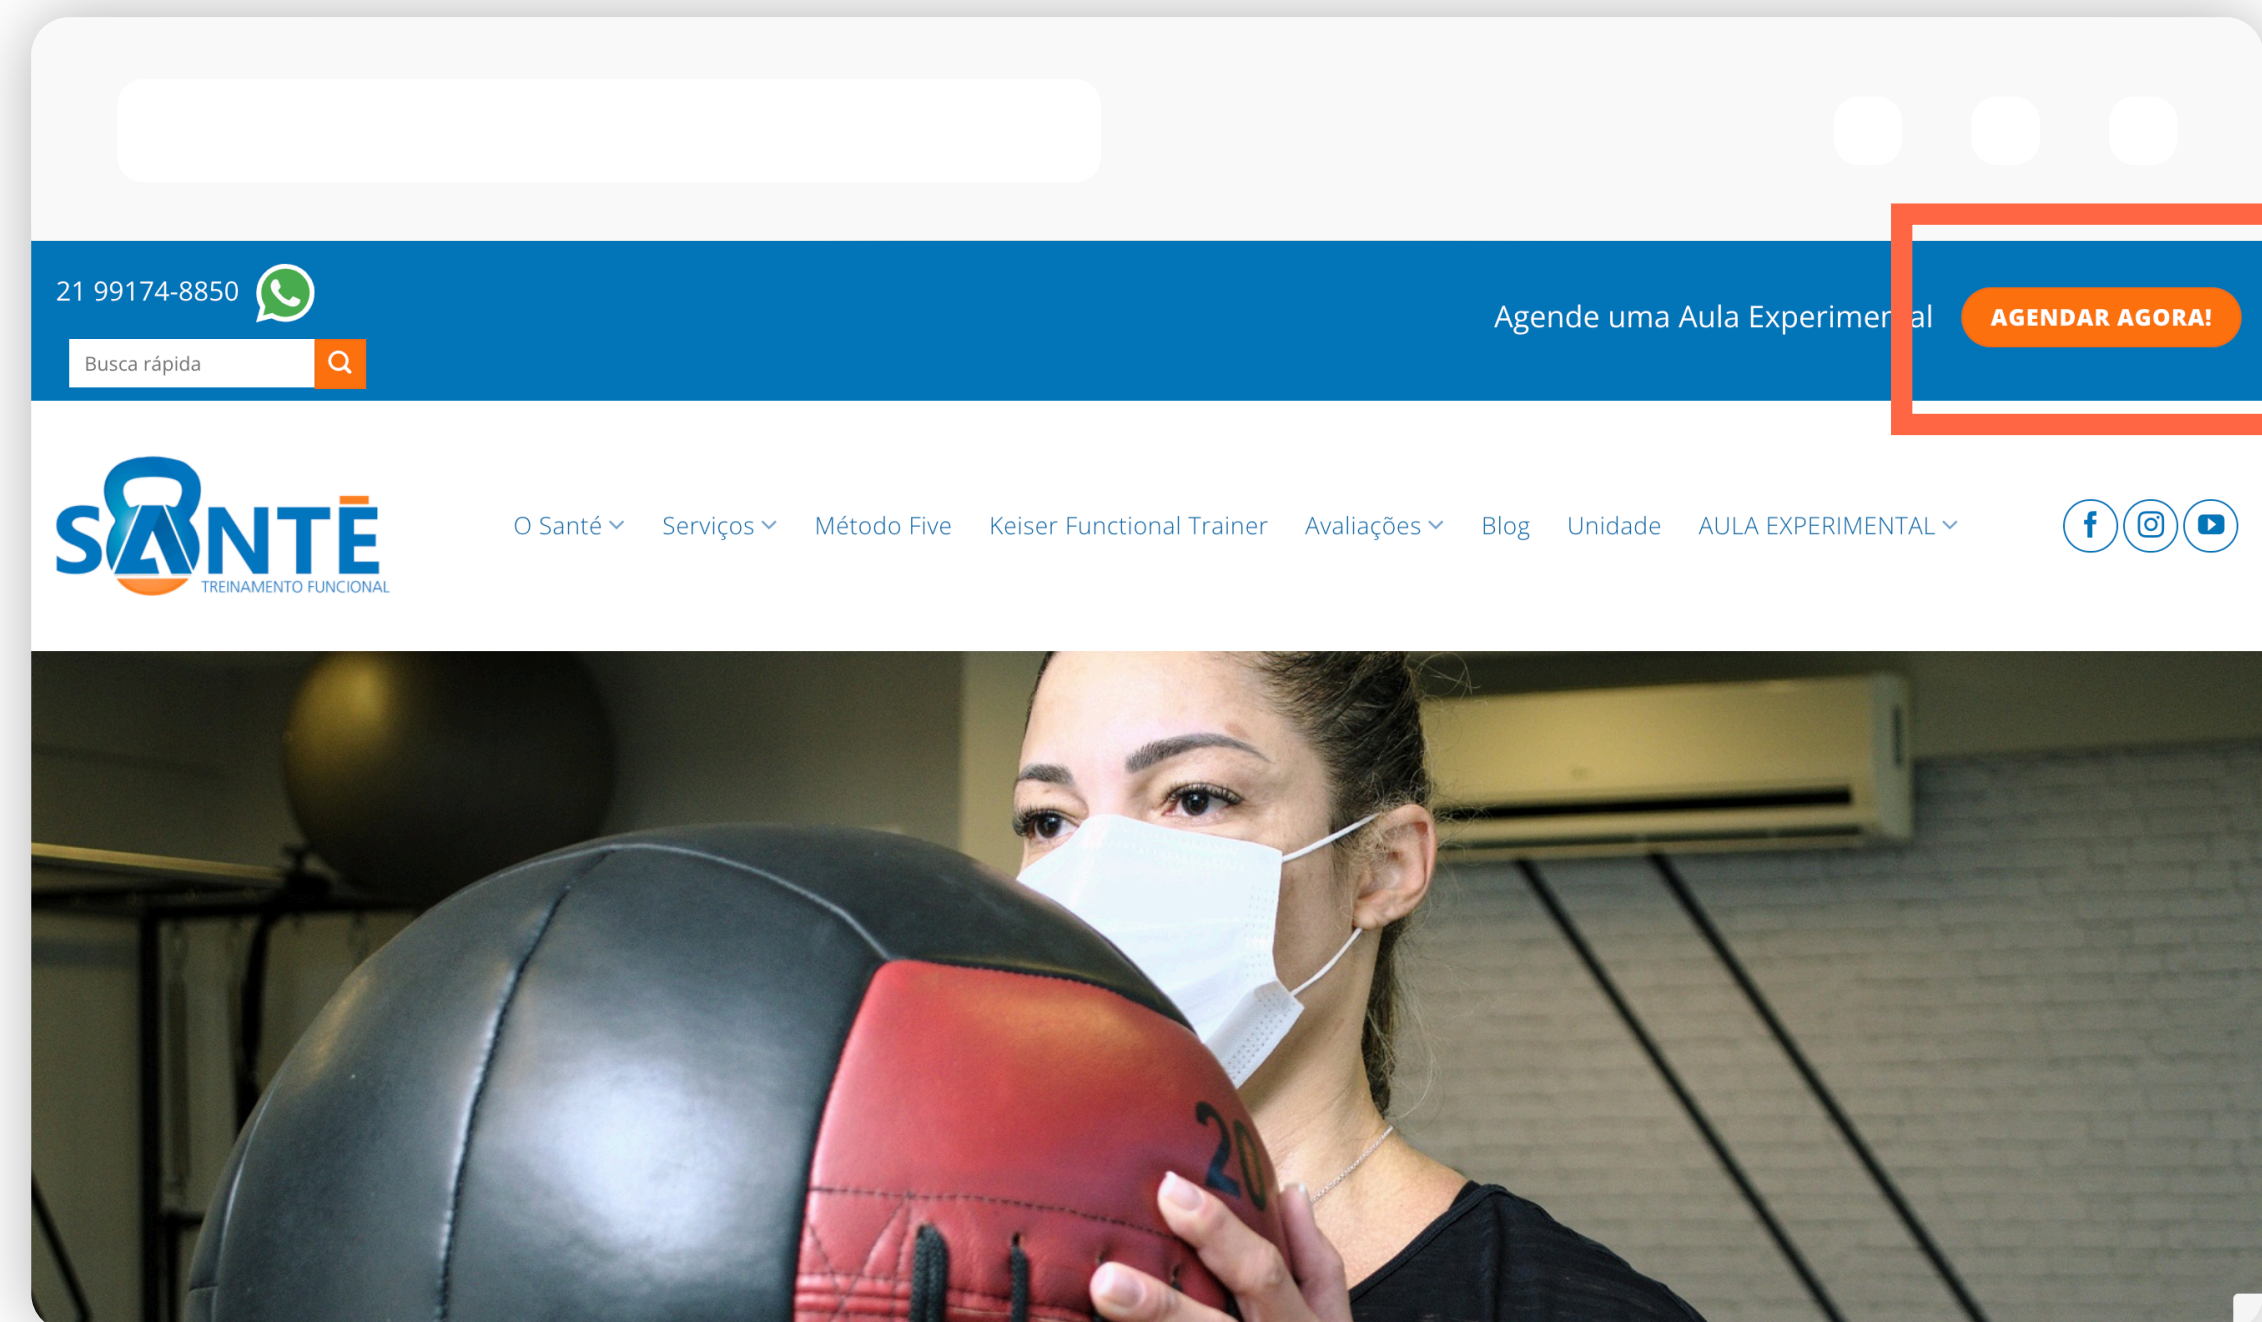 21 99174-8850
Busca rápida
Agende uma Aula Experimental
AGENDAR AGORA!
SANTÉ
TREINAMENTO FUNCIONAL
O Santé
Serviços
Método Five
Keiser Functional Trainer
Avaliações
Blog
Unidade
AULA EXPERIMENTAL
20